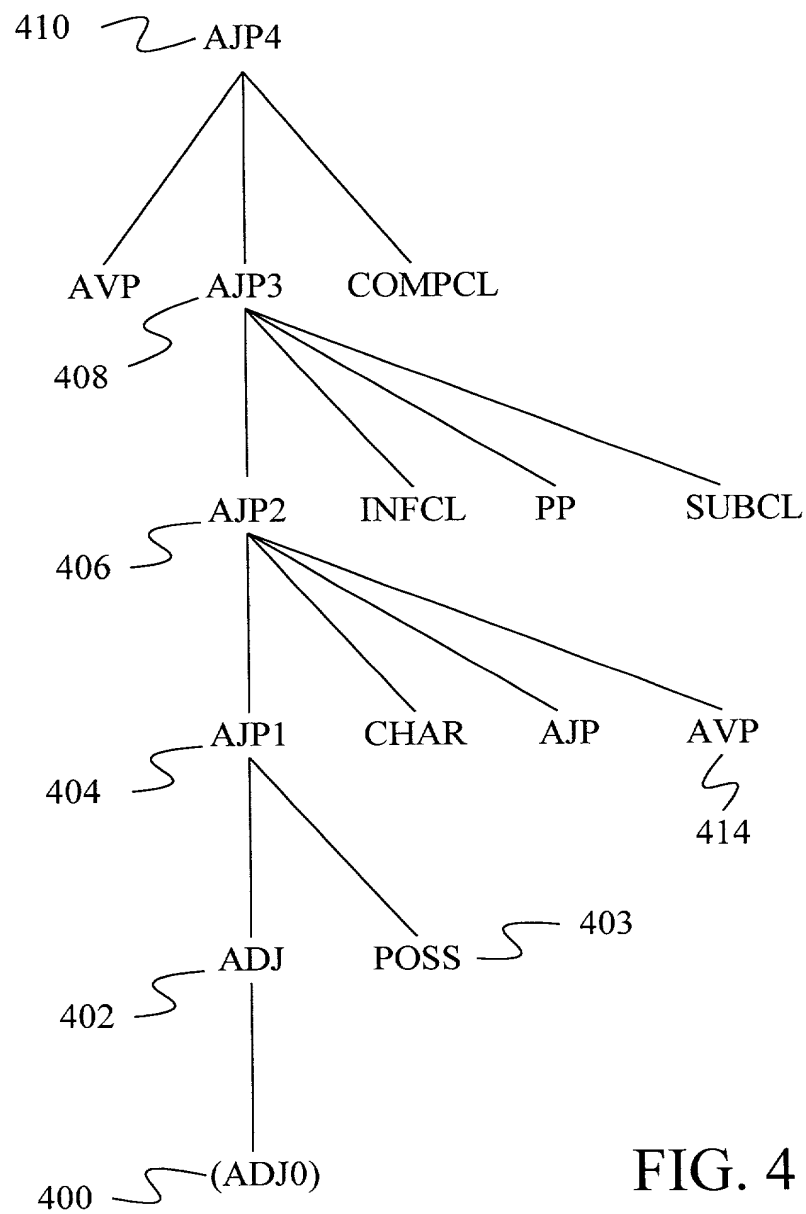 410 AJP4
AVP AJP3 COMPCL
408
AJP2 INFCL PP SUBCL
406
AJP1 CHAR AJP AVP
404
414
403
ADJ POSS
402
(ADJ0)
400
FIG. 4